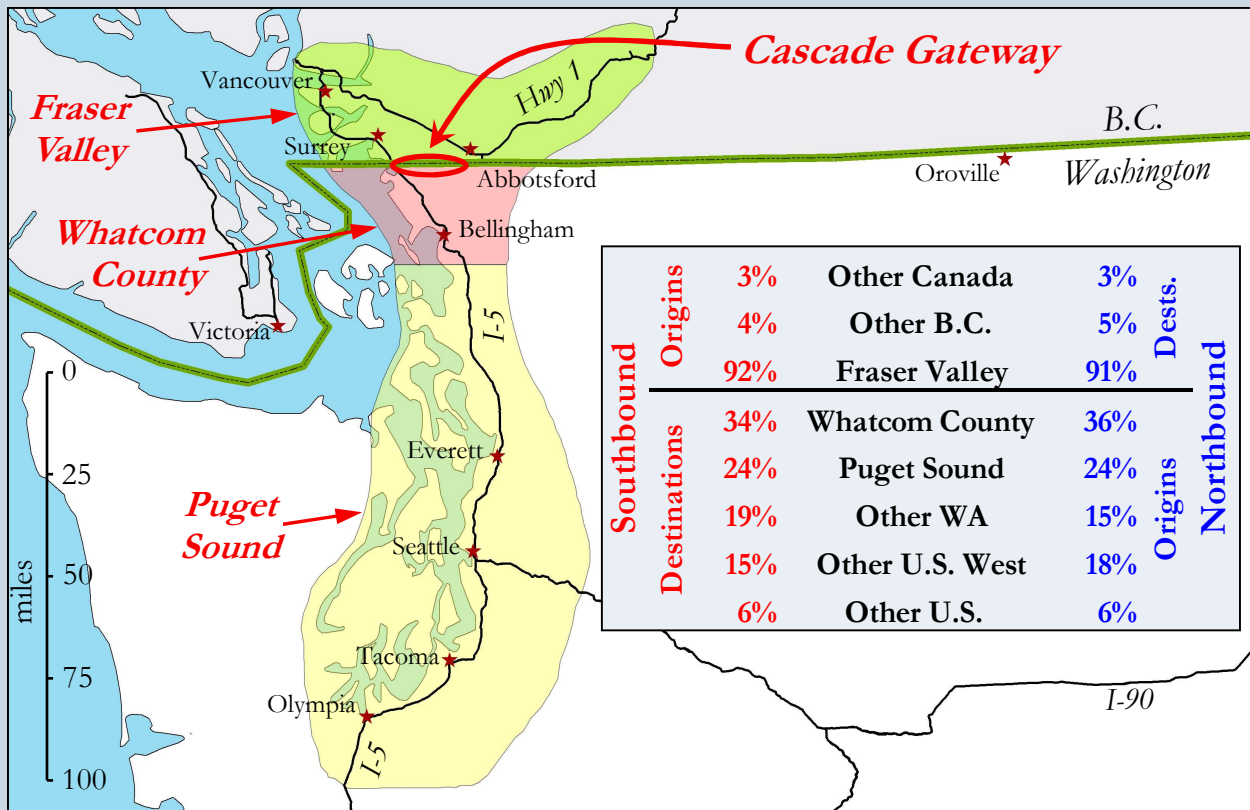 Cascade Gateway
Vancouver
Hwy 1
Fraser
Valley
Surrey
B.C.
Abbotsford
Oroville
Washington
Whatcom
County
Bellingham
Victoria
I-5
Everett
Puget
Sound
Seattle
Tacoma
Olympia
I-5
I-90
miles
0
25
50
75
100
Southbound
Northbound
Origins
Dests.
3% Other Canada 3%
4% Other B.C. 5%
92% Fraser Valley 91%
Destinations
Origins
34% Whatcom County 36%
24% Puget Sound 24%
19% Other WA 15%
15% Other U.S. West 18%
6% Other U.S. 6%